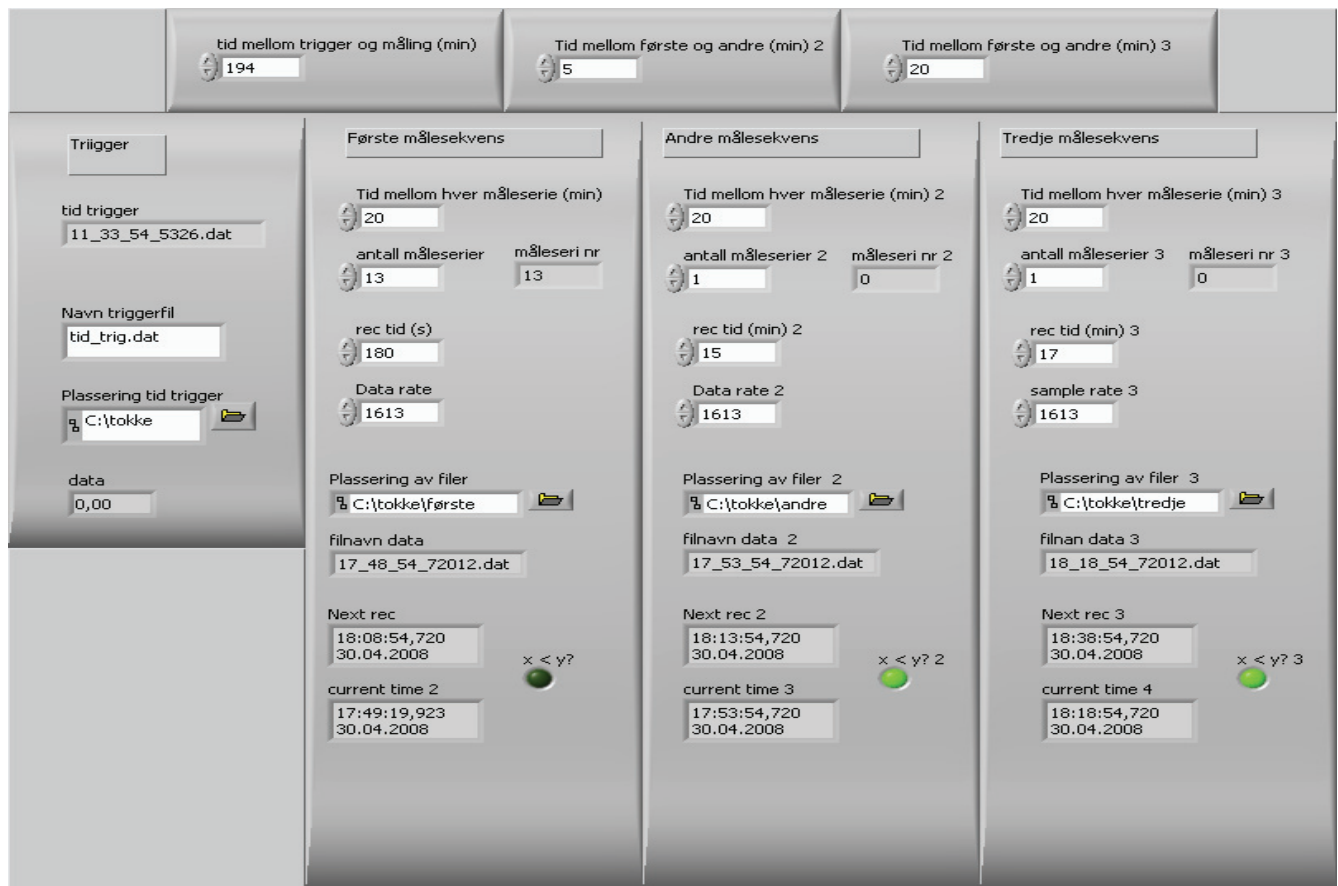 tid mellom trigger og måling (min)
194
Tid mellom første og andre (min) 2
5
Tid mellom første og andre (min) 3
20
Triigger
tid trigger
11_33_54_5326.dat
Navn triggerfil
tid_trig.dat
Plassering tid trigger
C:\tokke
data
0,00
Første målesekvens
Tid mellom hver måleserie (min)
20
antall måleserier
13
måleseri nr
13
rec tid (s)
180
Data rate
1613
Plassering av filer
C:\tokke\første
filnavn data
17_48_54_72012.dat
Next rec
18:08:54,720
30.04.2008
x < y?
current time 2
17:49:19,923
30.04.2008
Andre målesekvens
Tid mellom hver måleserie (min) 2
20
antall måleserier 2
1
måleseri nr 2
0
rec tid (min) 2
15
Data rate 2
1613
Plassering av filer 2
C:\tokke\andre
filnavn data 2
17_53_54_72012.dat
Next rec 2
18:13:54,720
30.04.2008
x < y? 2
current time 3
17:53:54,720
30.04.2008
Tredje målesekvens
Tid mellom hver måleserie (min) 3
20
antall måleserier 3
1
måleseri nr 3
0
rec tid (min) 3
17
sample rate 3
1613
Plassering av filer 3
C:\tokke\tredje
filnan data 3
18_18_54_72012.dat
Next rec 3
18:38:54,720
30.04.2008
x < y? 3
current time 4
18:18:54,720
30.04.2008